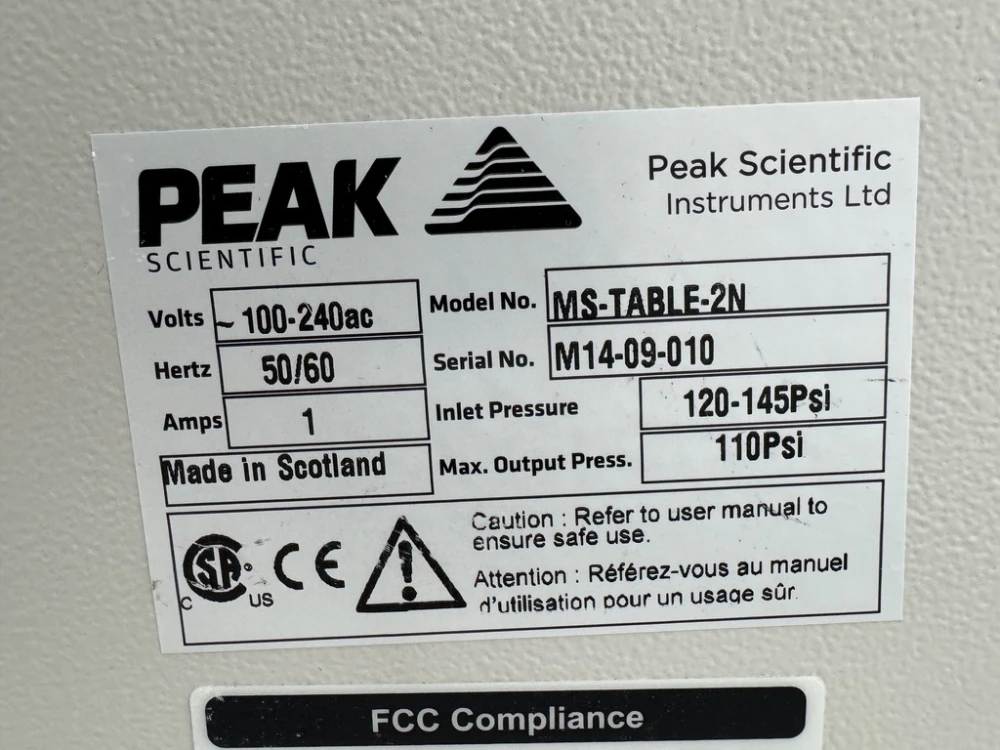 PEAK
SCIENTIFIC
Peak Scientific
Instruments Ltd
Volts ~ 100-240ac
Hertz 50/60
Amps 1
Made in Scotland
Model No. MS-TABLE-2N
Serial No. M14-09-010
Inlet Pressure 120-145Psi
Max. Output Press. 110Psi
C SA US
CE
Caution : Refer to user manual to
ensure safe use.
Attention : Référez-vous au manuel
d'utilisation pour un usage sûr.
FCC Compliance